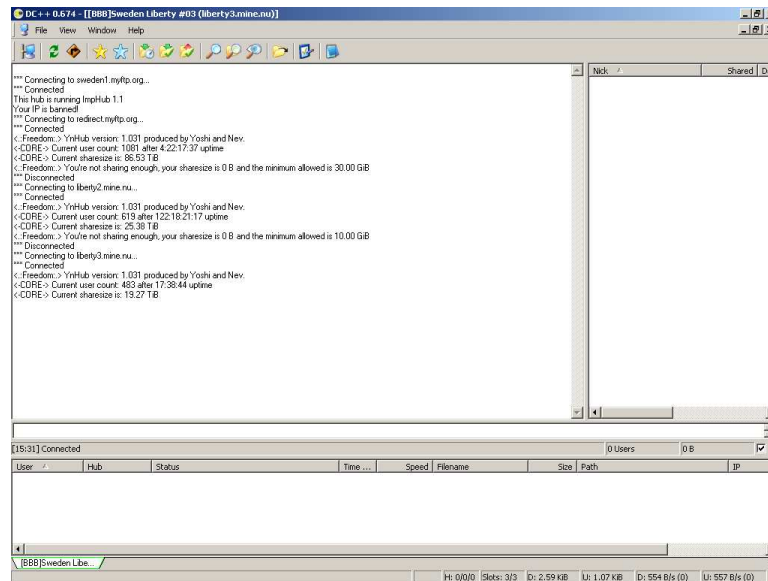 DC++ 0.674 - [[BBB]Sweden Liberty #03 (liberty3.mine.nu)]
File View Window Help
Nick Shared D
*** Connecting to sweden1.myftp.org...
*** Connected
This hub is running ImpHub 1.1
Your IP is banned!
*** Connecting to redirect.myftp.org...
*** Connected
<.:Freedom:.> YnHub version: 1.031 produced by Yoshi and Nev.
<-CORE-> Current user count: 1081 after 4:22:17:37 uptime
<-CORE-> Current sharesize is: 86.53 TiB
<.:Freedom:.> You're not sharing enough, your sharesize is 0 B and the minimum allowed is 30.00 GiB
*** Disconnected
*** Connecting to liberty2.mine.nu...
*** Connected
<.:Freedom:.> YnHub version: 1.031 produced by Yoshi and Nev.
<-CORE-> Current user count: 619 after 122:18:21:17 uptime
<-CORE-> Current sharesize is: 25.38 TiB
<.:Freedom:.> You're not sharing enough, your sharesize is 0 B and the minimum allowed is 10.00 GiB
*** Disconnected
*** Connecting to liberty3.mine.nu...
*** Connected
<.:Freedom:.> YnHub version: 1.031 produced by Yoshi and Nev.
<-CORE-> Current user count: 483 after 17:38:44 uptime
<-CORE-> Current sharesize is: 19.27 TiB
[15:31] Connected 0 Users 0 B
User Hub Status Time ... Speed Filename Size Path IP
[BBB]Sweden Libe...
H: 0/0/0 Slots: 3/3 D: 2.59 KiB U: 1.07 KiB D: 554 B/s (0) U: 557 B/s (0)